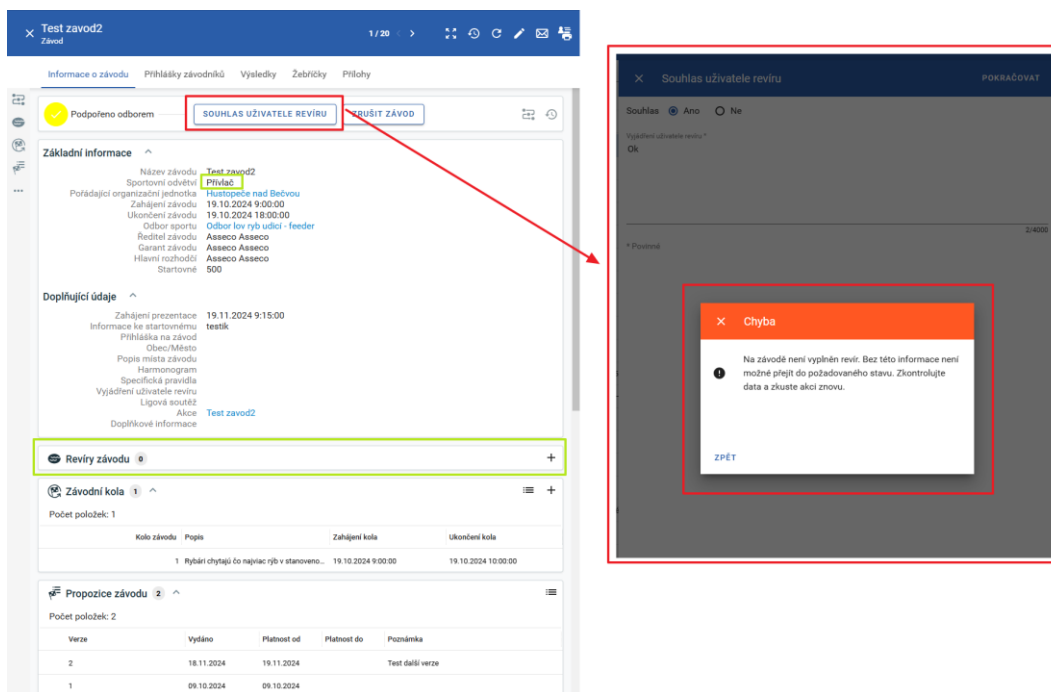 Test zavod2
Závod
1 / 20
Informace o závodu Přihlášky závodníků Výsledky Žebříčky Přílohy
Podpořeno odborem SOUHLAS UŽIVATELE REVÍRU ZRUŠIT ZÁVOD
Základní informace
Název závodu Test zavod2
Sportovní odvětví Přívlač
Pořádající organizační jednotka Hustopeče nad Bečvou
Zahájení závodu 19.10.2024 9:00:00
Ukončení závodu 19.10.2024 18:00:00
Odbor sportu Odbor lov ryb udicí - feeder
Ředitel závodu Asseco Asseco
Garant závodu Asseco Asseco
Hlavní rozhodčí Asseco Asseco
Startovné 500
Doplňující údaje
Zahájení prezentace 19.11.2024 9:15:00
Informace ke startovnému testik
Přihláška na závod
Obec/Město
Popis místa závodu
Harmonogram
Specifická pravidla
Vyjádření uživatele revíru
Ligová soutěž
Akce Test zavod2
Doplňkové informace
Revíry závodu 0
Závodní kola 1
Počet položek: 1
Kolo závodu Popis Zahájení kola Ukončení kola
1 Rybári chytajú čo najviac rýb v stanoveno... 19.10.2024 9:00:00 19.10.2024 10:00:00
Propozice závodu 2
Počet položek: 2
Verze Vydáno Platnost od Platnost do Poznámka
2 18.11.2024 19.11.2024 Test další verze
1 09.10.2024 09.10.2024
Souhlas uživatele revíru POKRAČOVAT
Souhlas Ano Ne
Vyjádření uživatele revíru *
Ok
2/4000
* Povinné
Chyba
Na závodě není vyplněn revír. Bez této informace není
možné přejít do požadovaného stavu. Zkontrolujte
data a zkuste akci znovu.
ZPĚT